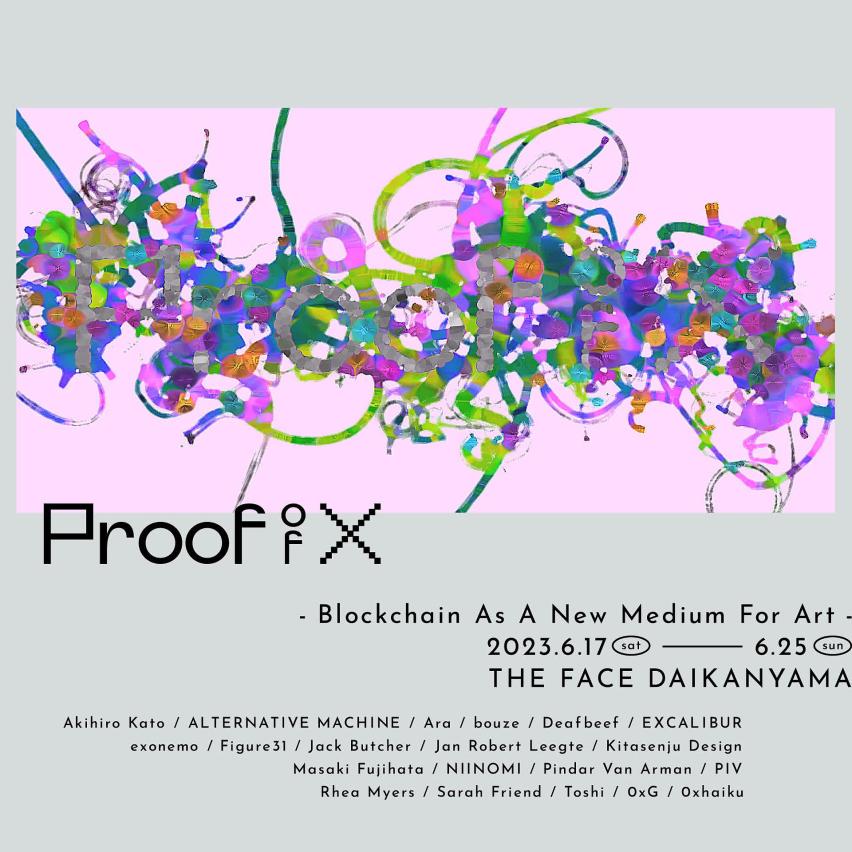 Proof of X
- Blockchain As A New Medium For Art -
2023.6.17 sat — 6.25 sun
THE FACE DAIKANYAMA
Akihiro Kato / ALTERNATIVE MACHINE / Ara / bouze / Deafbeef / EXCALIBUR
exonemo / Figure31 / Jack Butcher / Jan Robert Leegte / Kitasenju Design
Masaki Fujihata / NIINOMI / Pindar Van Arman / PIV
Rhea Myers / Sarah Friend / Toshi / 0xG / 0xhaiku